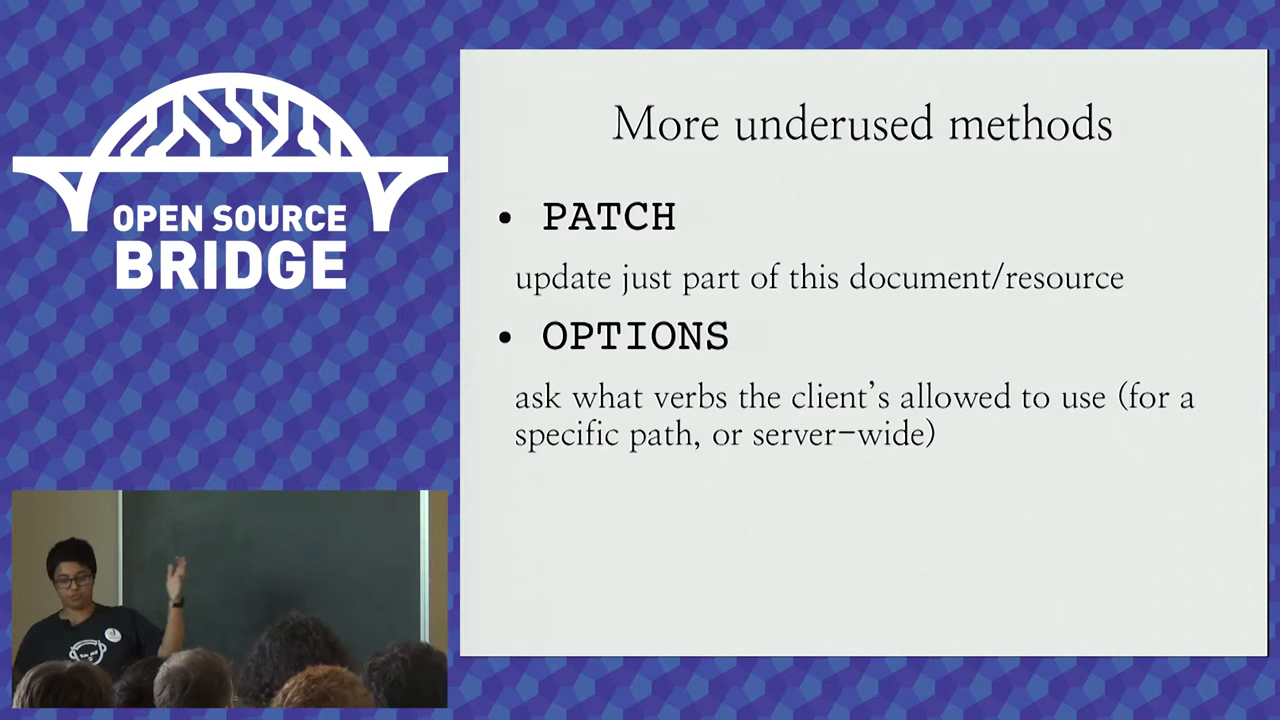 OPEN SOURCE
BRIDGE
More underused methods
• PATCH
update just part of this document/resource
• OPTIONS
ask what verbs the client's allowed to use (for a
specific path, or server-wide)